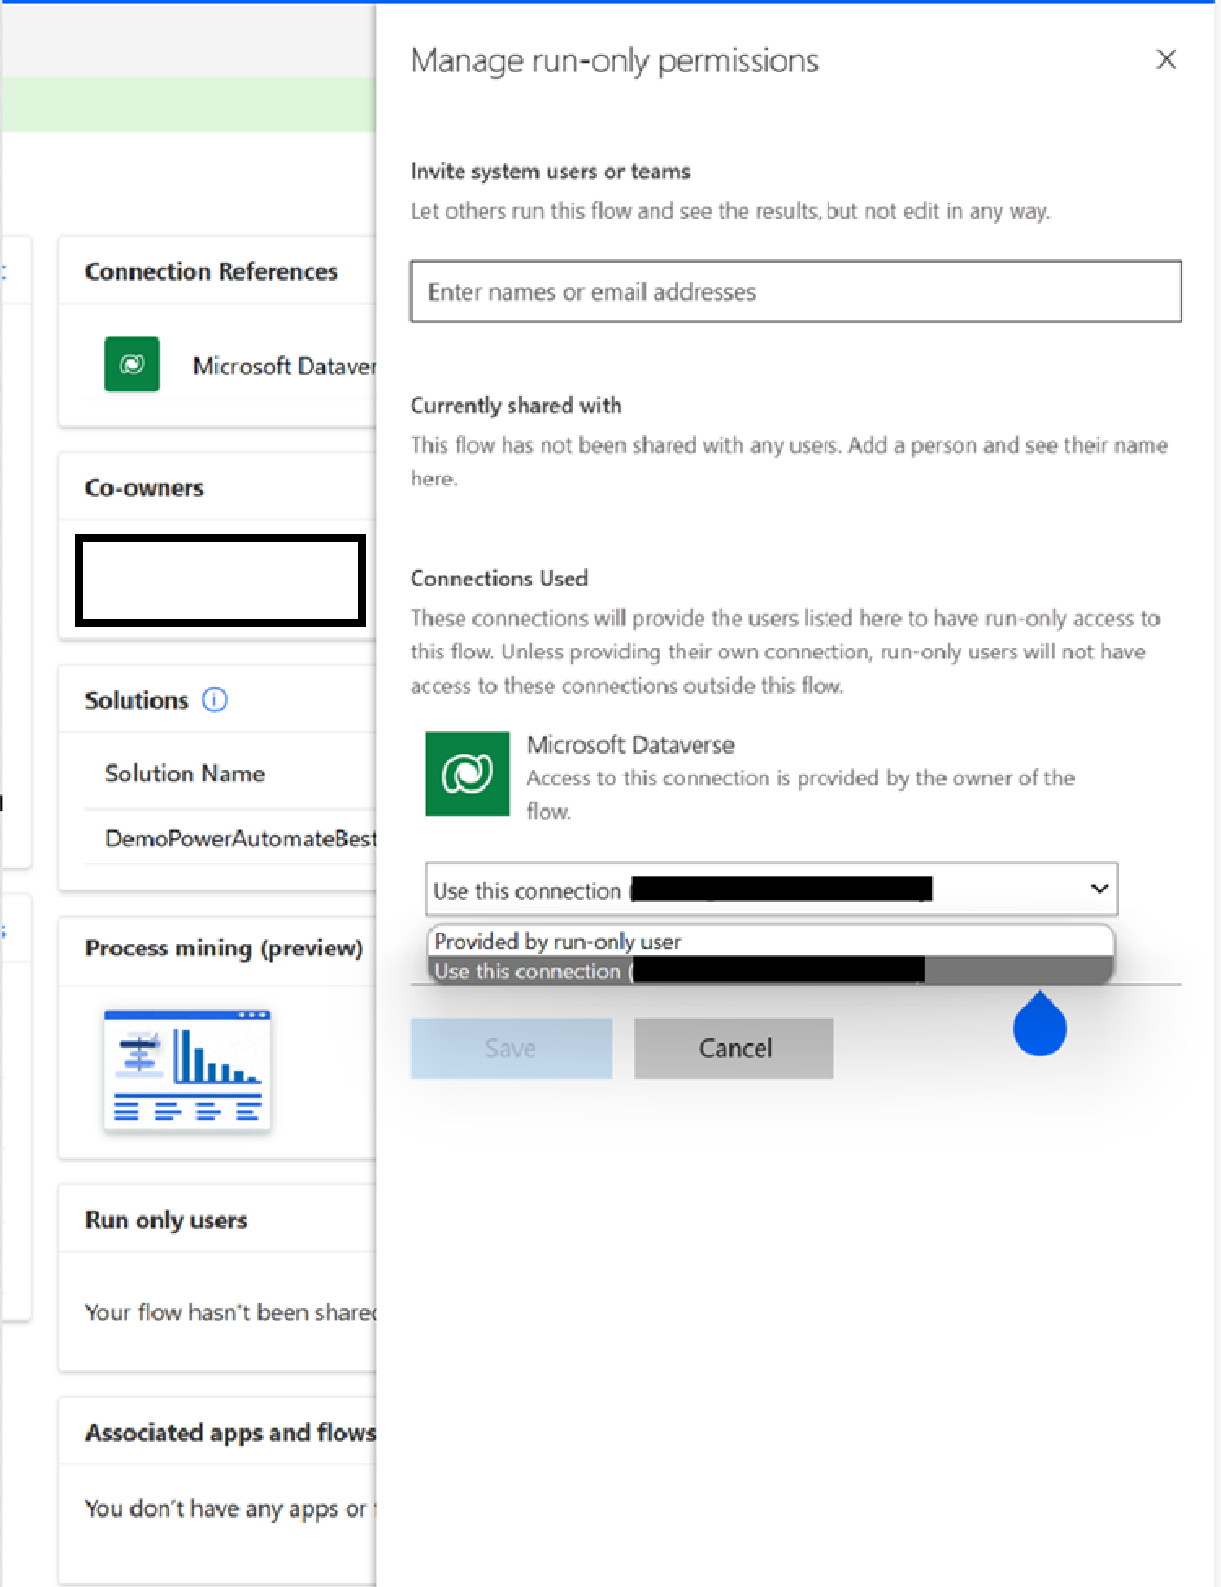 Manage run-only permissions
Invite system users or teams
Let others run this flow and see the results, but not edit in any way.
Enter names or email addresses
Currently shared with
This flow has not been shared with any users. Add a person and see their name
here.
Connections Used
These connections will provide the users listed here to have run-only access to
this flow. Unless providing their own connection, run-only users will not have
access to these connections outside this flow.
Microsoft Dataverse
Access to this connection is provided by the owner of the
flow.
Use this connection (
Provided by run-only user
Use this connection (
Save
Cancel
Connection References
Microsoft Dataver
Co-owners
Solutions
Solution Name
DemoPowerAutomateBest
Process mining (preview)
Run only users
Your flow hasn't been shared
Associated apps and flows
You don't have any apps or